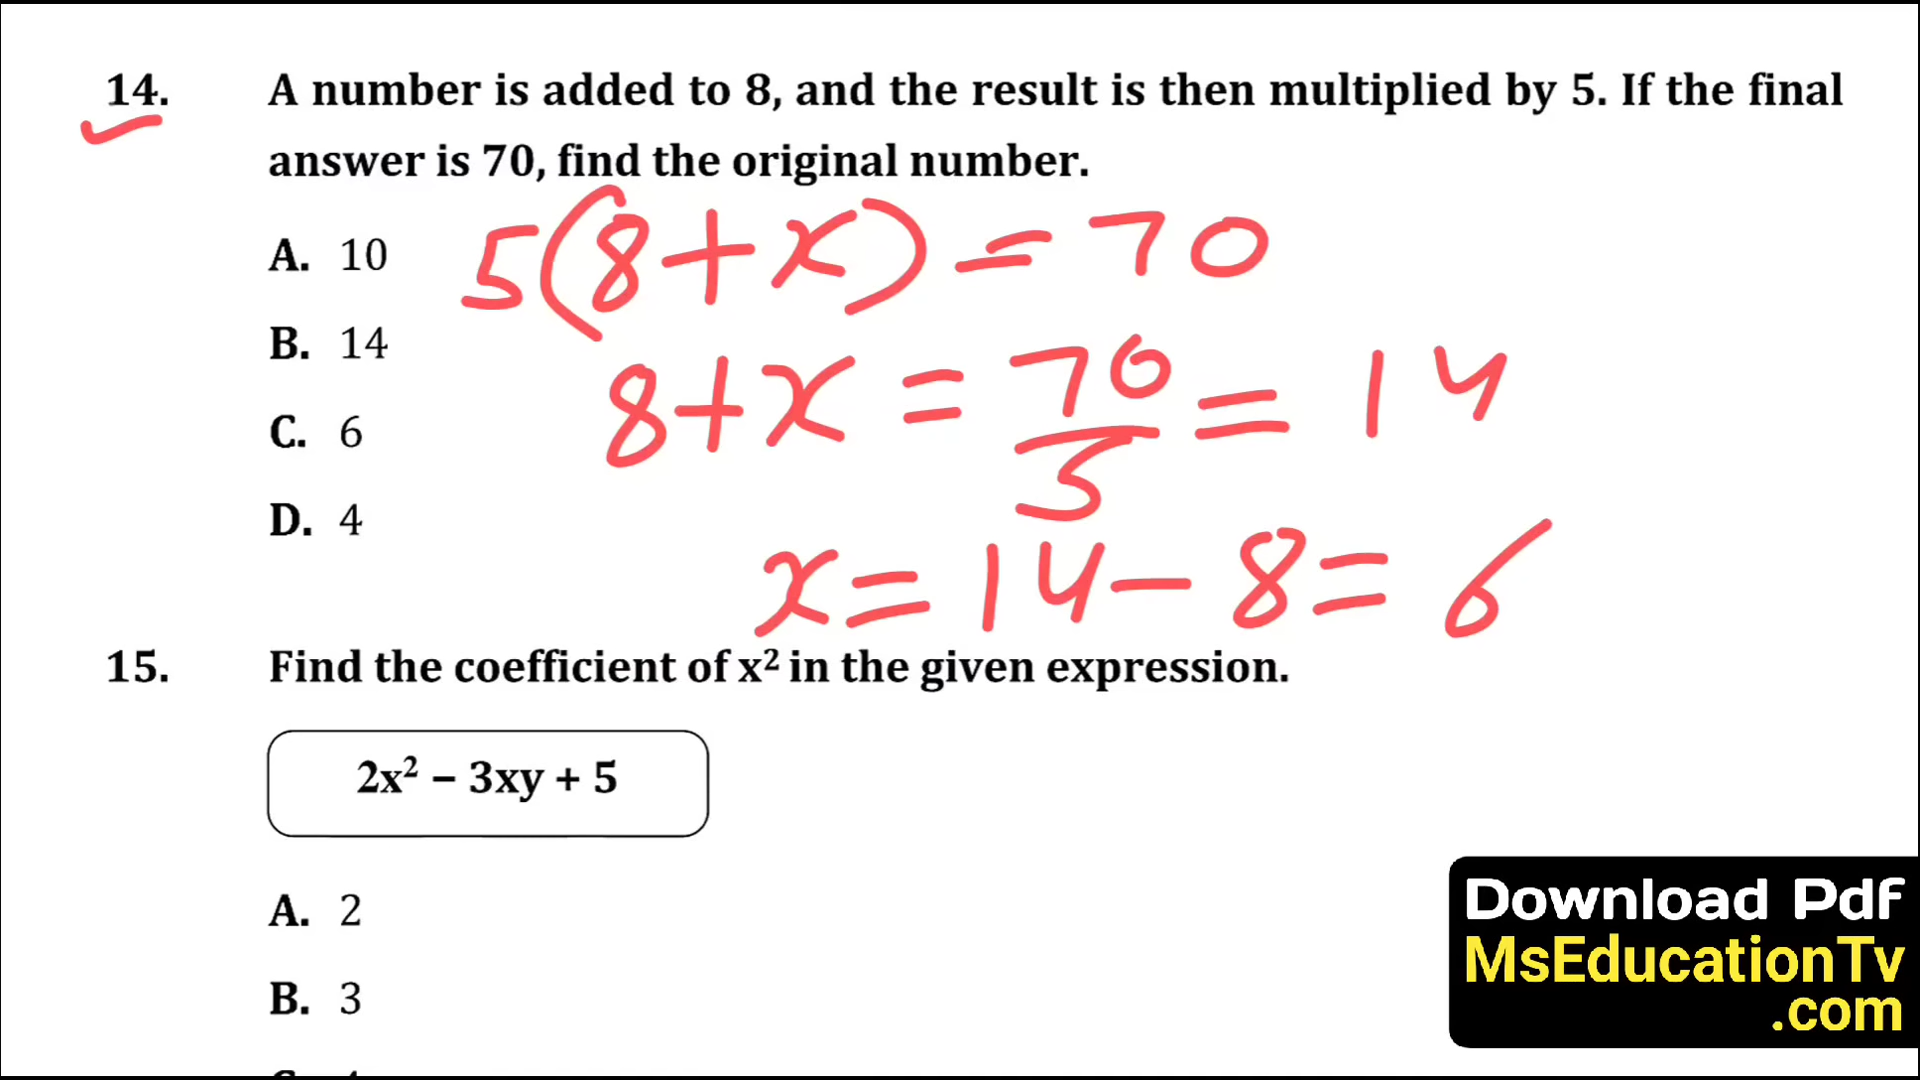 14. A number is added to 8, and the result is then multiplied by 5. If the final
answer is 70, find the original number.
A. 10
5(8+x) = 70
B. 14
8+x = 70/5 = 14
C. 6
D. 4
x = 14 - 8 = 6
15. Find the coefficient of x² in the given expression.
2x² – 3xy + 5
A. 2
B. 3
Download Pdf
MsEducationTv
.com